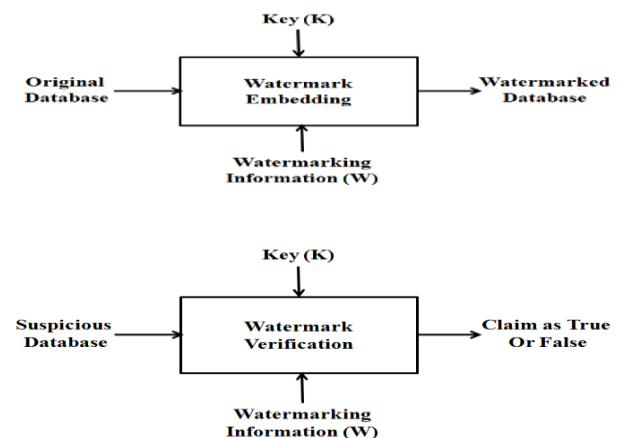 Key (K)
Original
Database
Watermark
Embedding
Watermarked
Database
Watermarking
Information (W)
Key (K)
Suspicious
Database
Watermark
Verification
Claim as True
Or False
Watermarking
Information (W)